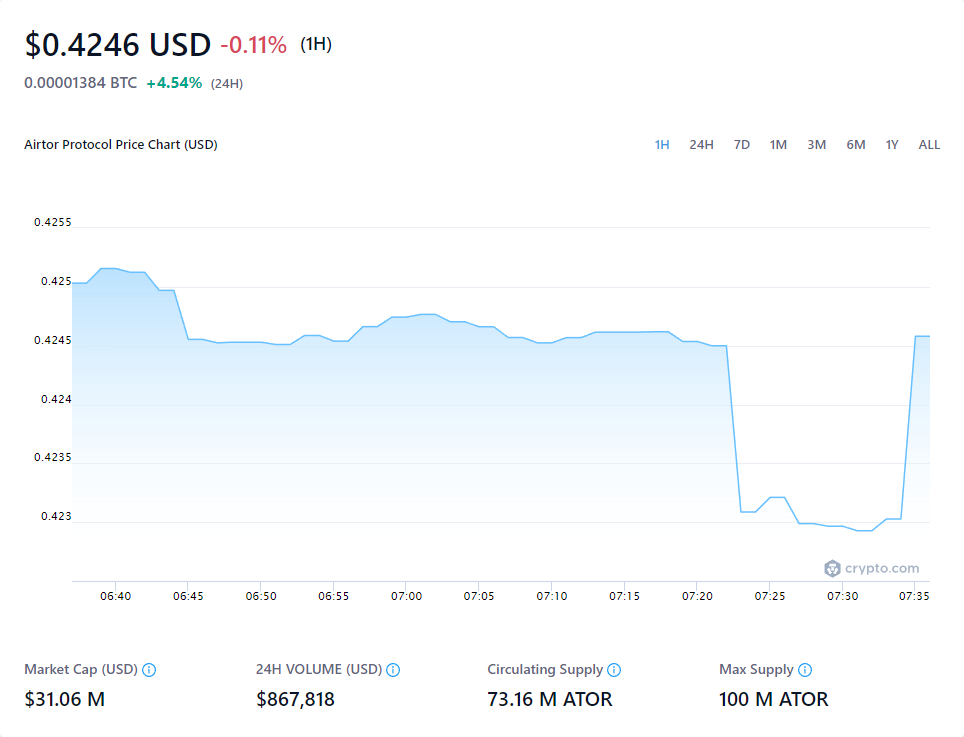 $0.4246 USD -0.11% (1H)
0.00001384 BTC +4.54% (24H)
Airtor Protocol Price Chart (USD) 1H 24H 7D 1M 3M 6M 1Y ALL
0.4255
0.425
0.4245
0.424
0.4235
0.423
crypto.com
06:40 06:45 06:50 06:55 07:00 07:05 07:10 07:15 07:20 07:25 07:30 07:35
Market Cap (USD) 24H VOLUME (USD) Circulating Supply Max Supply
$31.06 M $867,818 73.16 M ATOR 100 M ATOR